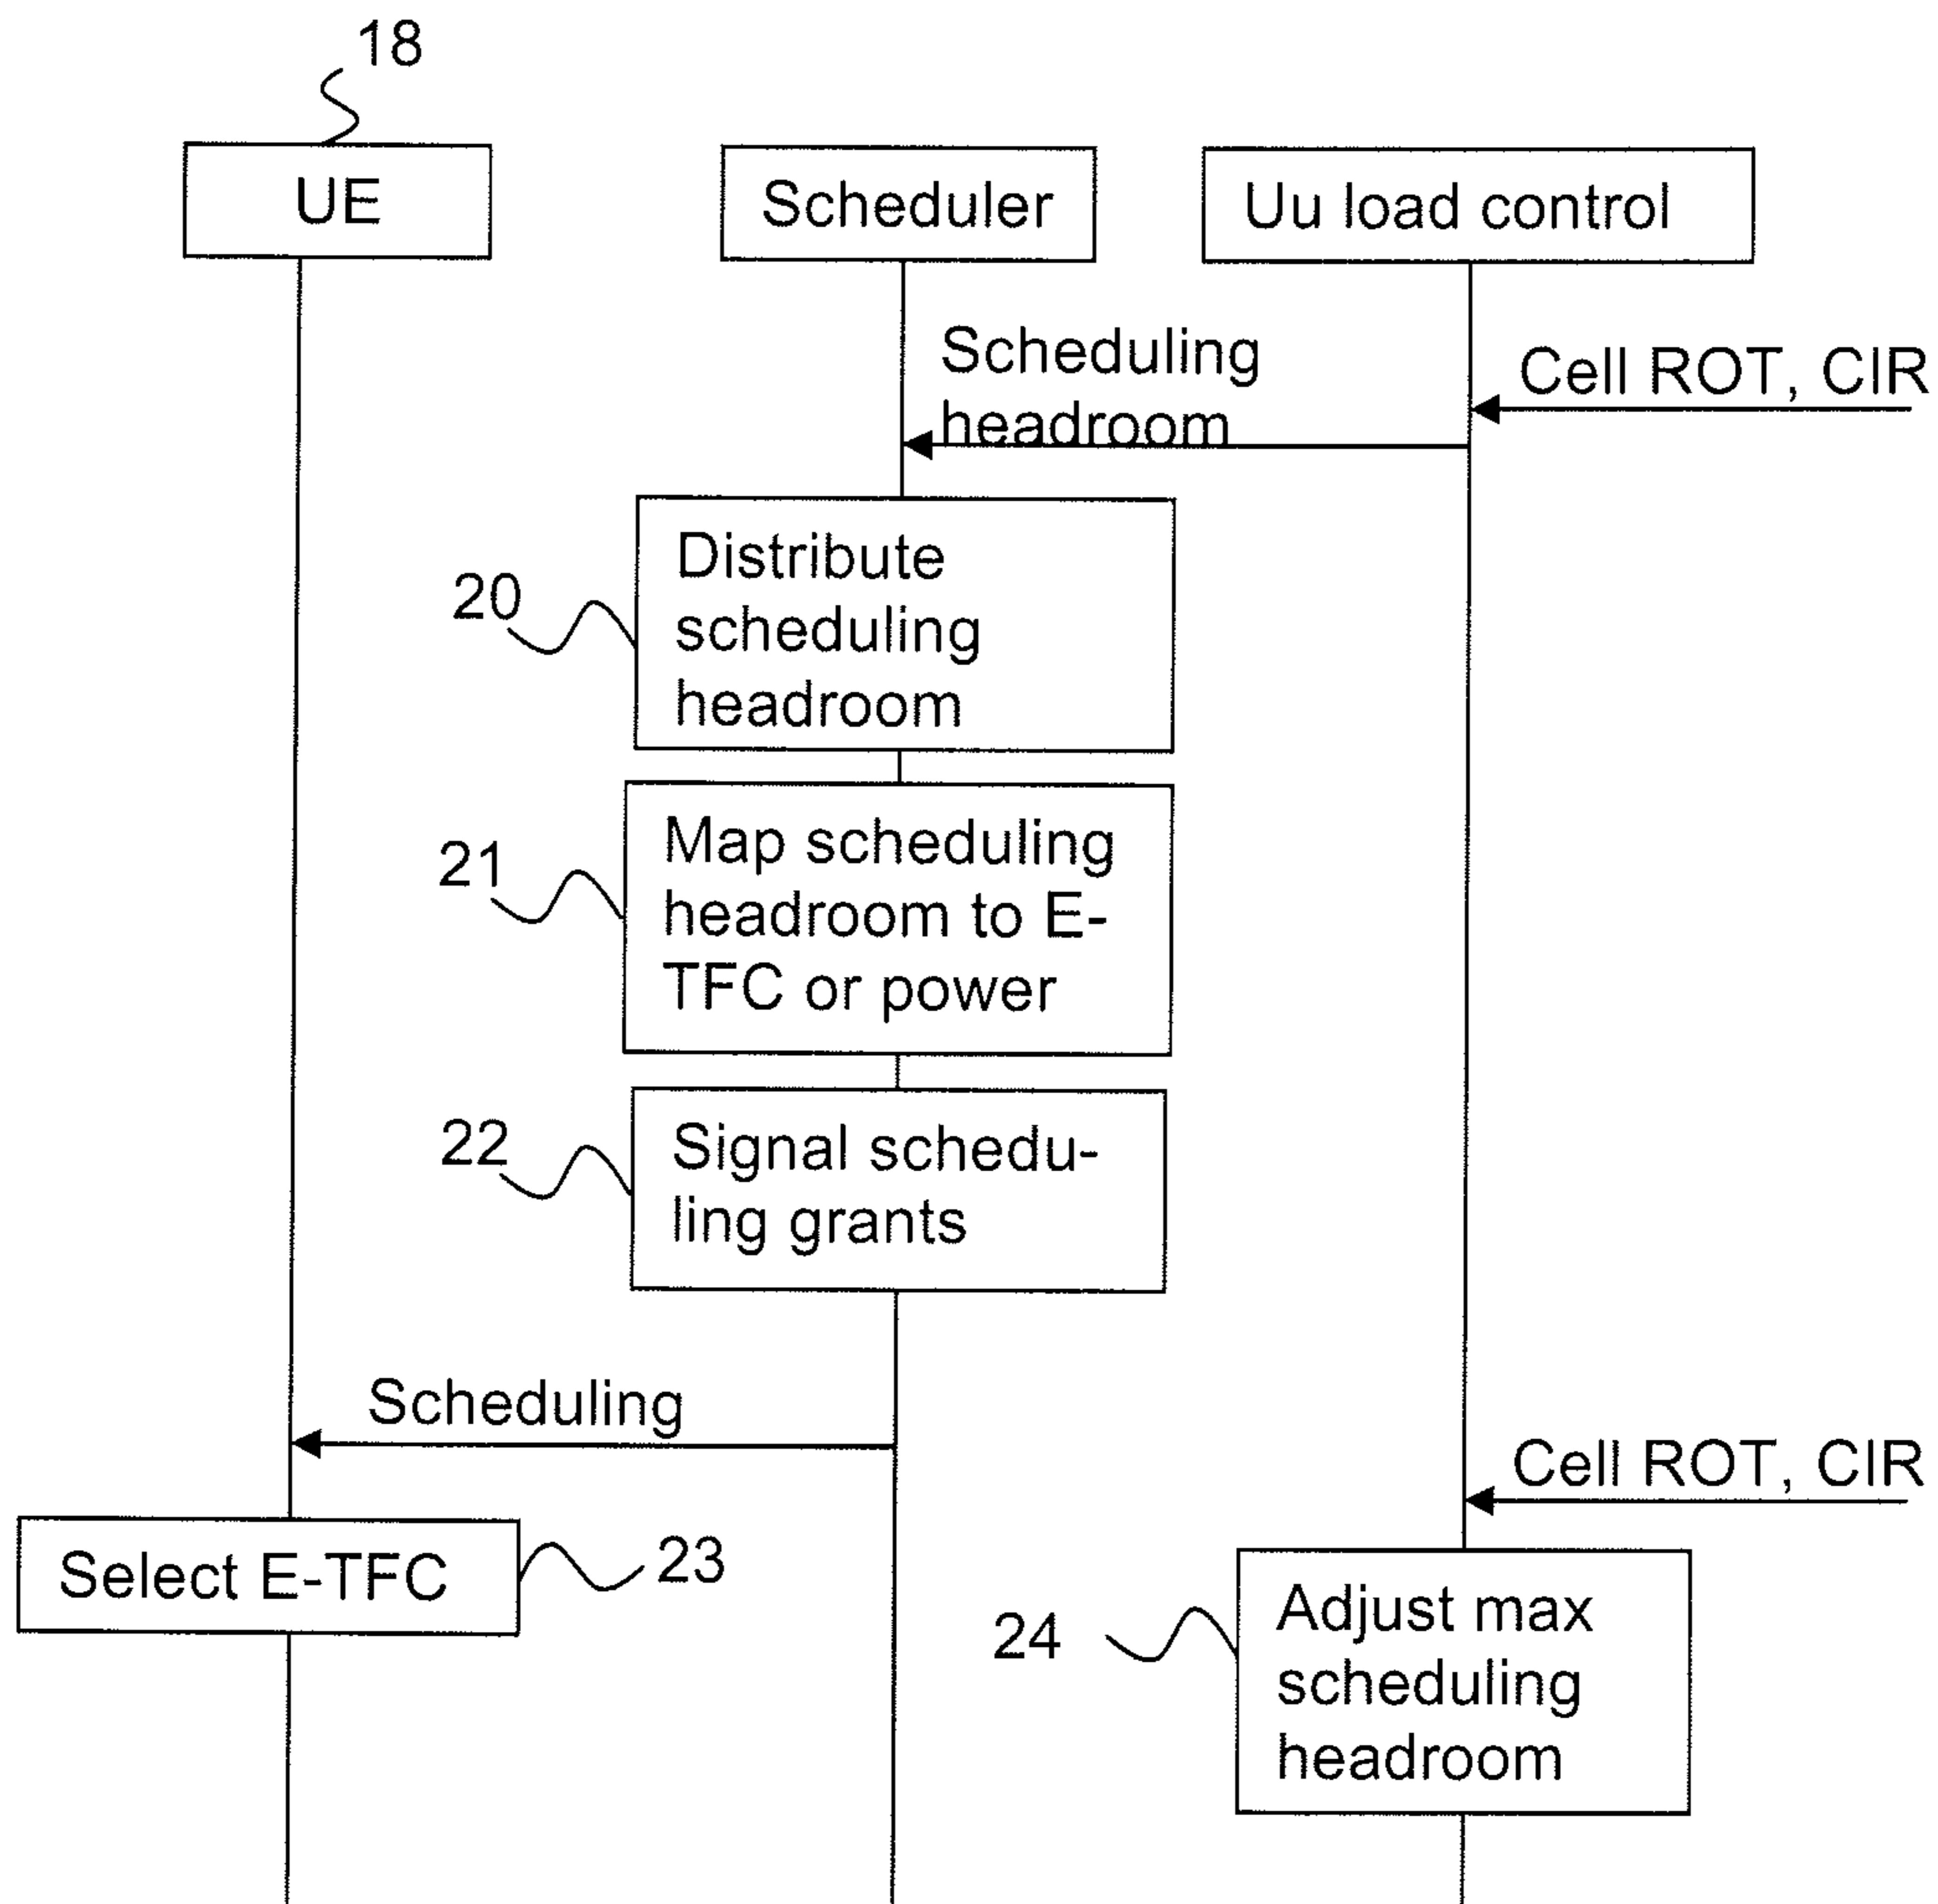 18
UE
Scheduler
Uu load control
Scheduling
headroom
Cell ROT, CIR
Distribute
scheduling
headroom
20
Map scheduling
headroom to E-
TFC or power
21
Signal schedu-
ling grants
22
Scheduling
Cell ROT, CIR
Select E-TFC
23
Adjust max
scheduling
headroom
24